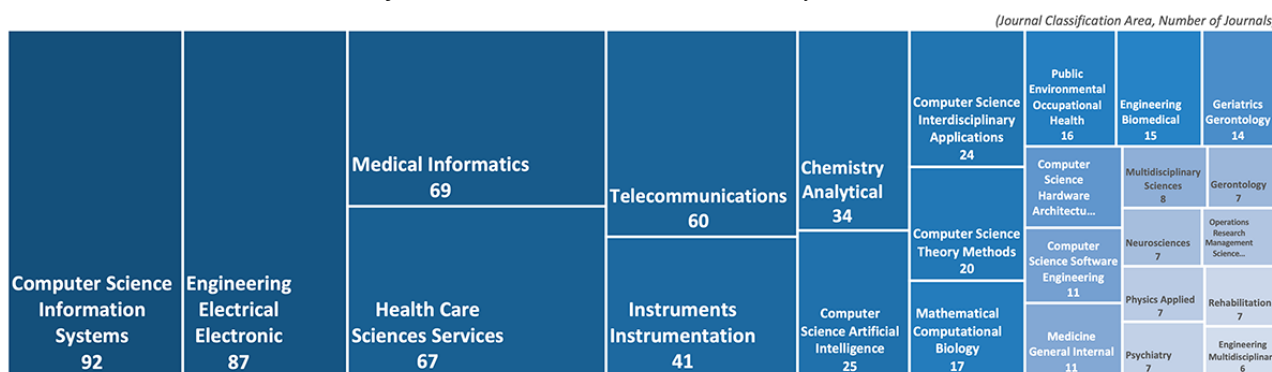 (Journal Classification Area, Number of Journals)
Computer Science
Information
Systems
92
Engineering
Electrical
Electronic
87
Medical Informatics
69
Health Care
Sciences Services
67
Telecommunications
60
Instruments
Instrumentation
41
Chemistry
Analytical
34
Computer
Science Artificial
Intelligence
25
Computer Science
Interdisciplinary
Applications
24
Computer Science
Theory Methods
20
Mathematical
Computational
Biology
17
Public
Environmental
Occupational
Health
16
Computer
Science
Hardware
Architectu...
Computer
Science Software
Engineering
11
Medicine
General Internal
11
Engineering
Biomedical
15
Multidisciplinary
Sciences
8
Neurosciences
7
Physics Applied
7
Psychiatry
7
Geriatrics
Gerontology
14
Gerontology
7
Operations
Research
Management
Science...
Rehabilitation
7
Engineering
Multidisciplinar
6